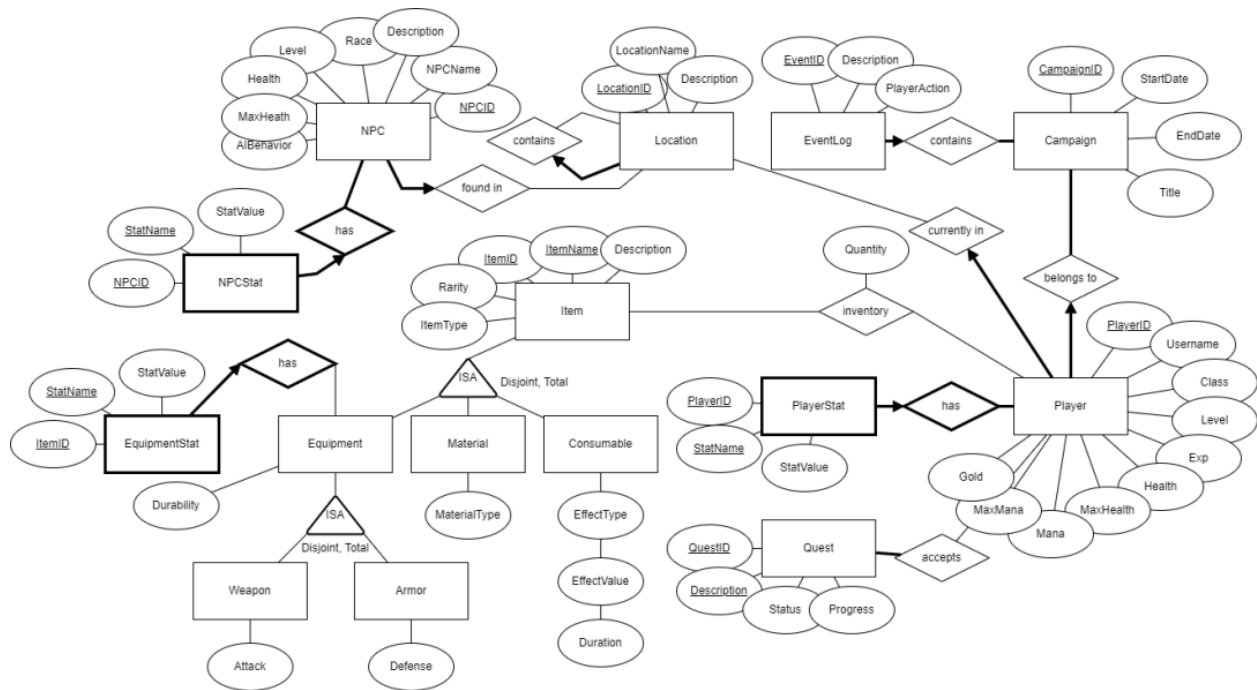 Description
Race
Level
NPCName
Health
NPCID
MaxHeath
NPC
AIBehavior
LocationName
LocationID
Description
contains
Location
found in
EventID
Description
PlayerAction
EventLog
contains
CampaignID
StartDate
EndDate
Campaign
Title
StatValue
StatName
has
NPCID
NPCStat
ItemID
ItemName
Description
Rarity
ItemType
Item
Quantity
inventory
currently in
belongs to
has
StatValue
StatName
ItemID
EquipmentStat
ISA
Disjoint, Total
Equipment
Material
Consumable
Durability
MaterialType
EffectType
ISA
Disjoint, Total
Weapon
Armor
EffectValue
Attack
Defense
Duration
PlayerID
PlayerStat
StatName
StatValue
has
PlayerID
Username
Class
Player
Level
Exp
Gold
Health
MaxMana
MaxHealth
Mana
QuestID
Quest
Description
Status
Progress
accepts